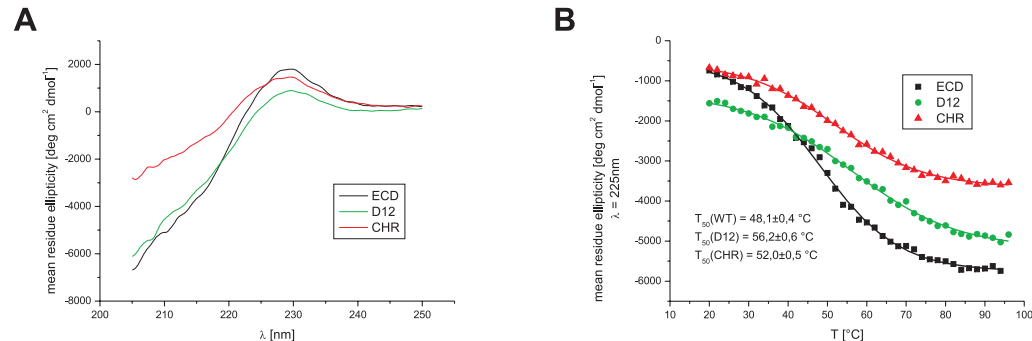 A
mean residue ellipticity [deg cm² dmol⁻¹]
2000
0
-2000
-4000
-6000
-8000
200
210
220
230
240
250
λ [nm]
ECD
D12
CHR
B
mean residue ellipticity [deg cm² dmol⁻¹]
λ = 225nm
0
-1000
-2000
-3000
-4000
-5000
-6000
10
20
30
40
50
60
70
80
90
100
T [°C]
ECD
D12
CHR
T₅₀(WT) = 48,1±0,4 °C
T₅₀(D12) = 56,2±0,6 °C
T₅₀(CHR) = 52,0±0,5 °C